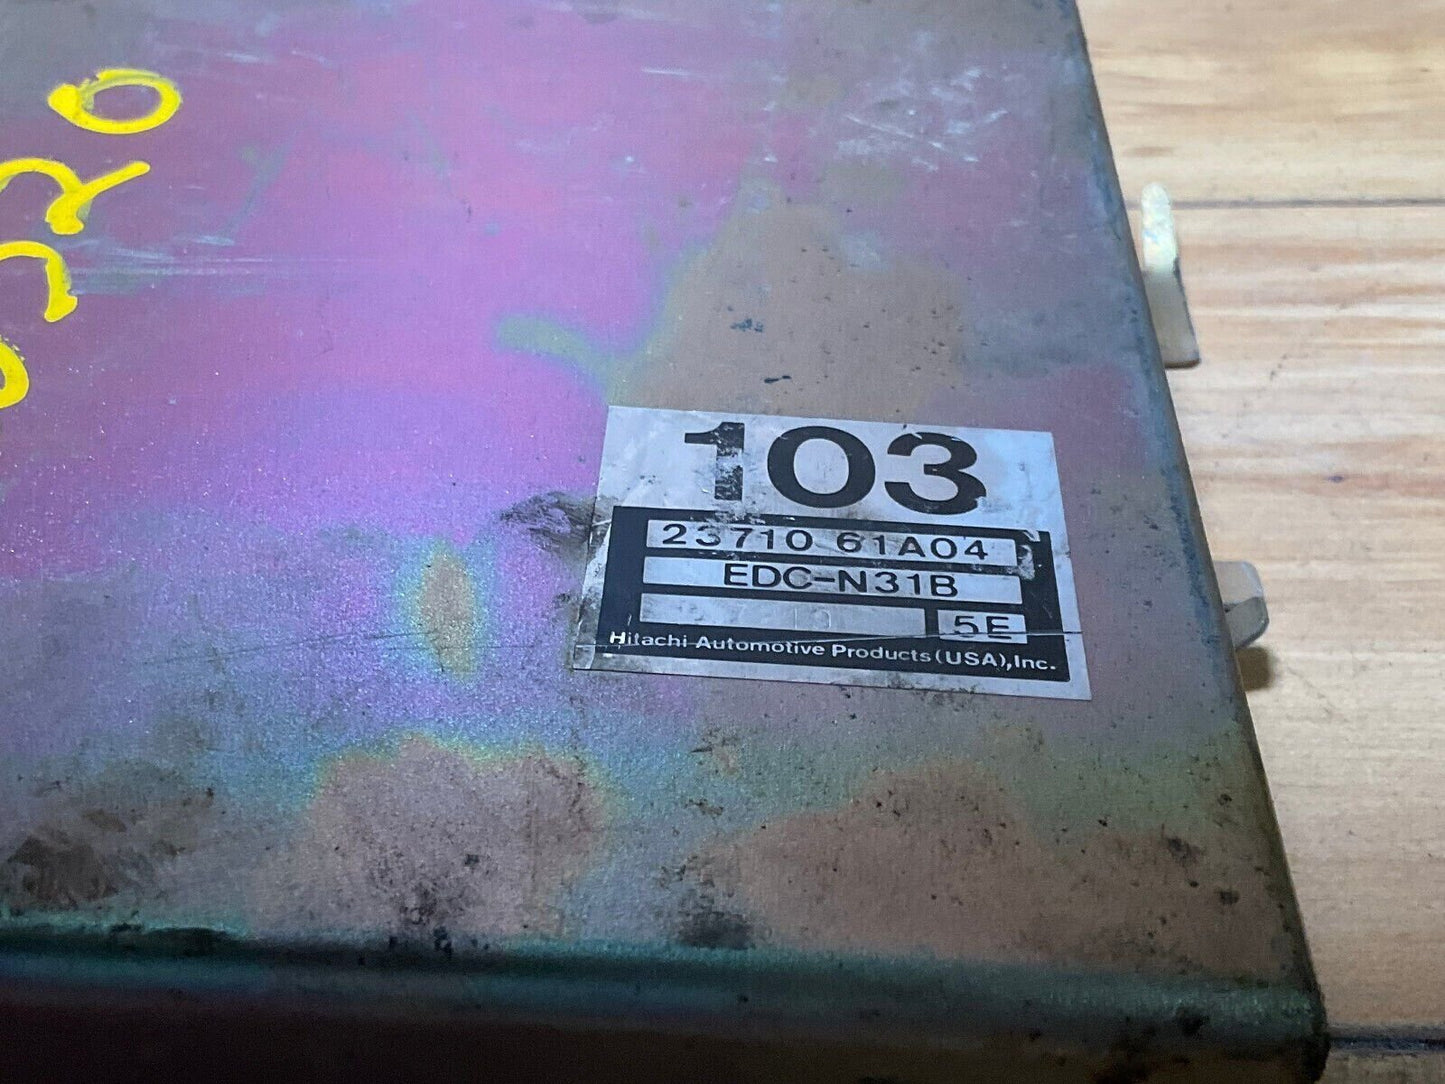 103
23710 61A04
EDC-N31B
5E
Hitachi Automotive Products (USA), Inc.